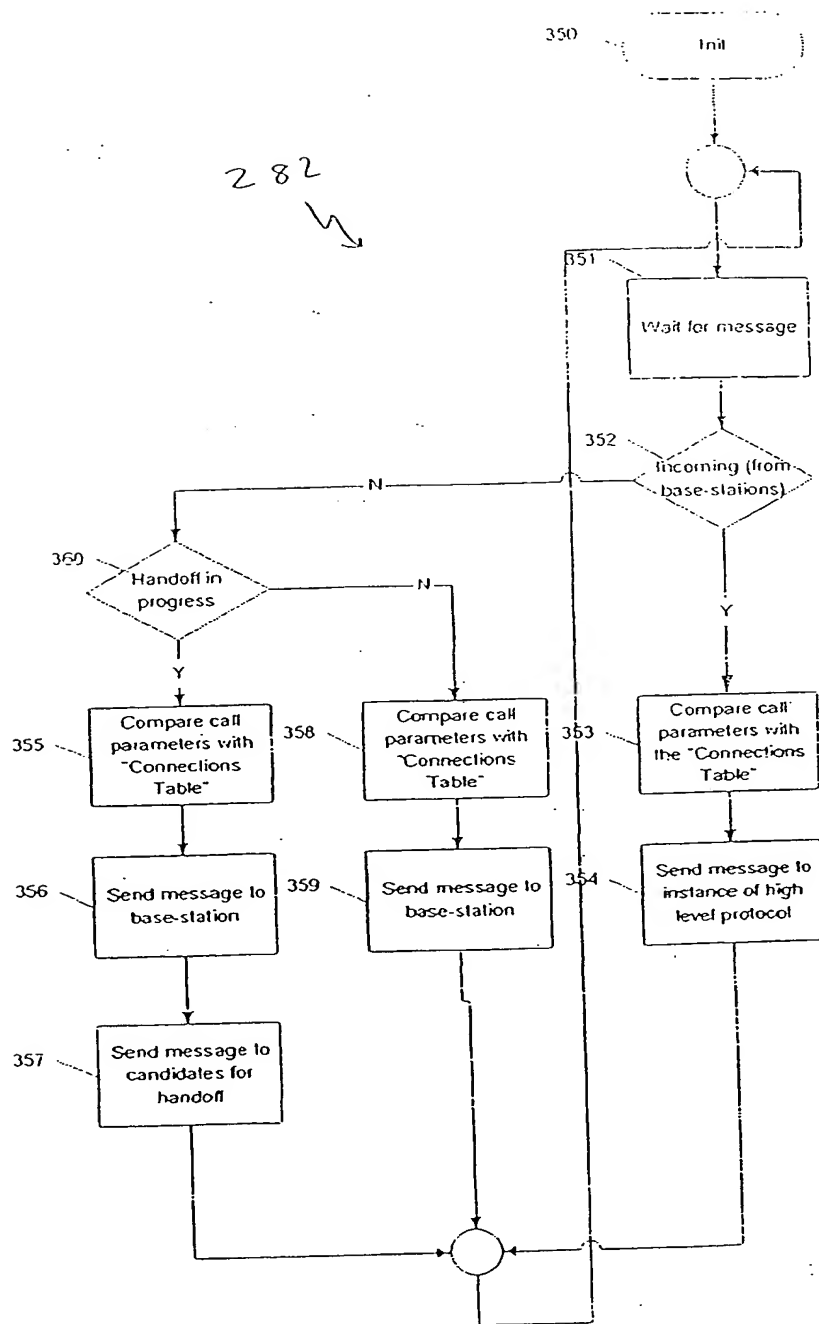 350
Init
282
351
Wait for message
352
Incoming (from
base-stations)
N
360
Handoff in
progress
N
Y
Y
355
Compare call
parameters with
"Connections
Table"
358
Compare call
parameters with
"Connections
Table"
353
Compare call
parameters with
the "Connections
Table"
356
Send message to
base-station
359
Send message to
base-station
354
Send message to
instance of high
level protocol
357
Send message to
candidates for
handoff